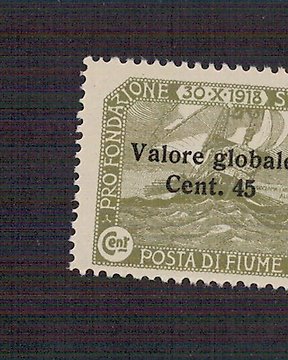 PRO FONDAZIONE 30·X·1918 S
Valore globale
Cent. 45
Cent
POSTA DI FIUME